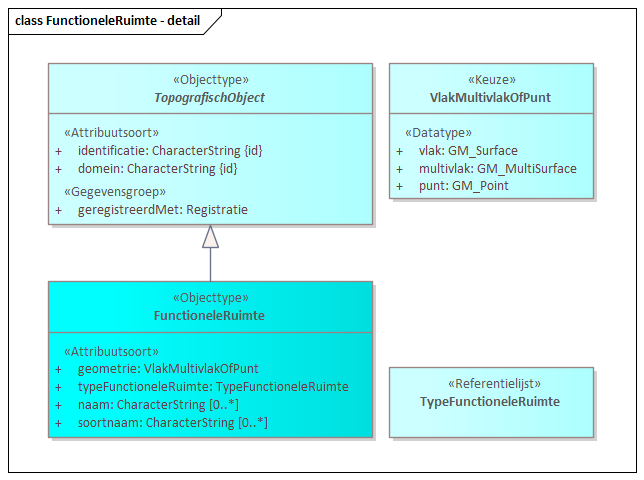 class FunctioneleRuimte - detail
«Objecttype»
TopografischObject
«Attribuutsoort»
+ identificatie: CharacterString {id}
+ domein: CharacterString {id}
«Gegevensgroep»
+ geregistreerdMet: Registratie
«Keuze»
VlakMultivlakOfPunt
«Datatype»
+ vlak: GM_Surface
+ multivlak: GM_MultiSurface
+ punt: GM_Point
«Objecttype»
FunctioneleRuimte
«Attribuutsoort»
+ geometrie: VlakMultivlakOfPunt
+ typeFunctioneleRuimte: TypeFunctioneleRuimte
+ naam: CharacterString [0..*]
+ soortnaam: CharacterString [0..*]
«Referentielijst»
TypeFunctioneleRuimte